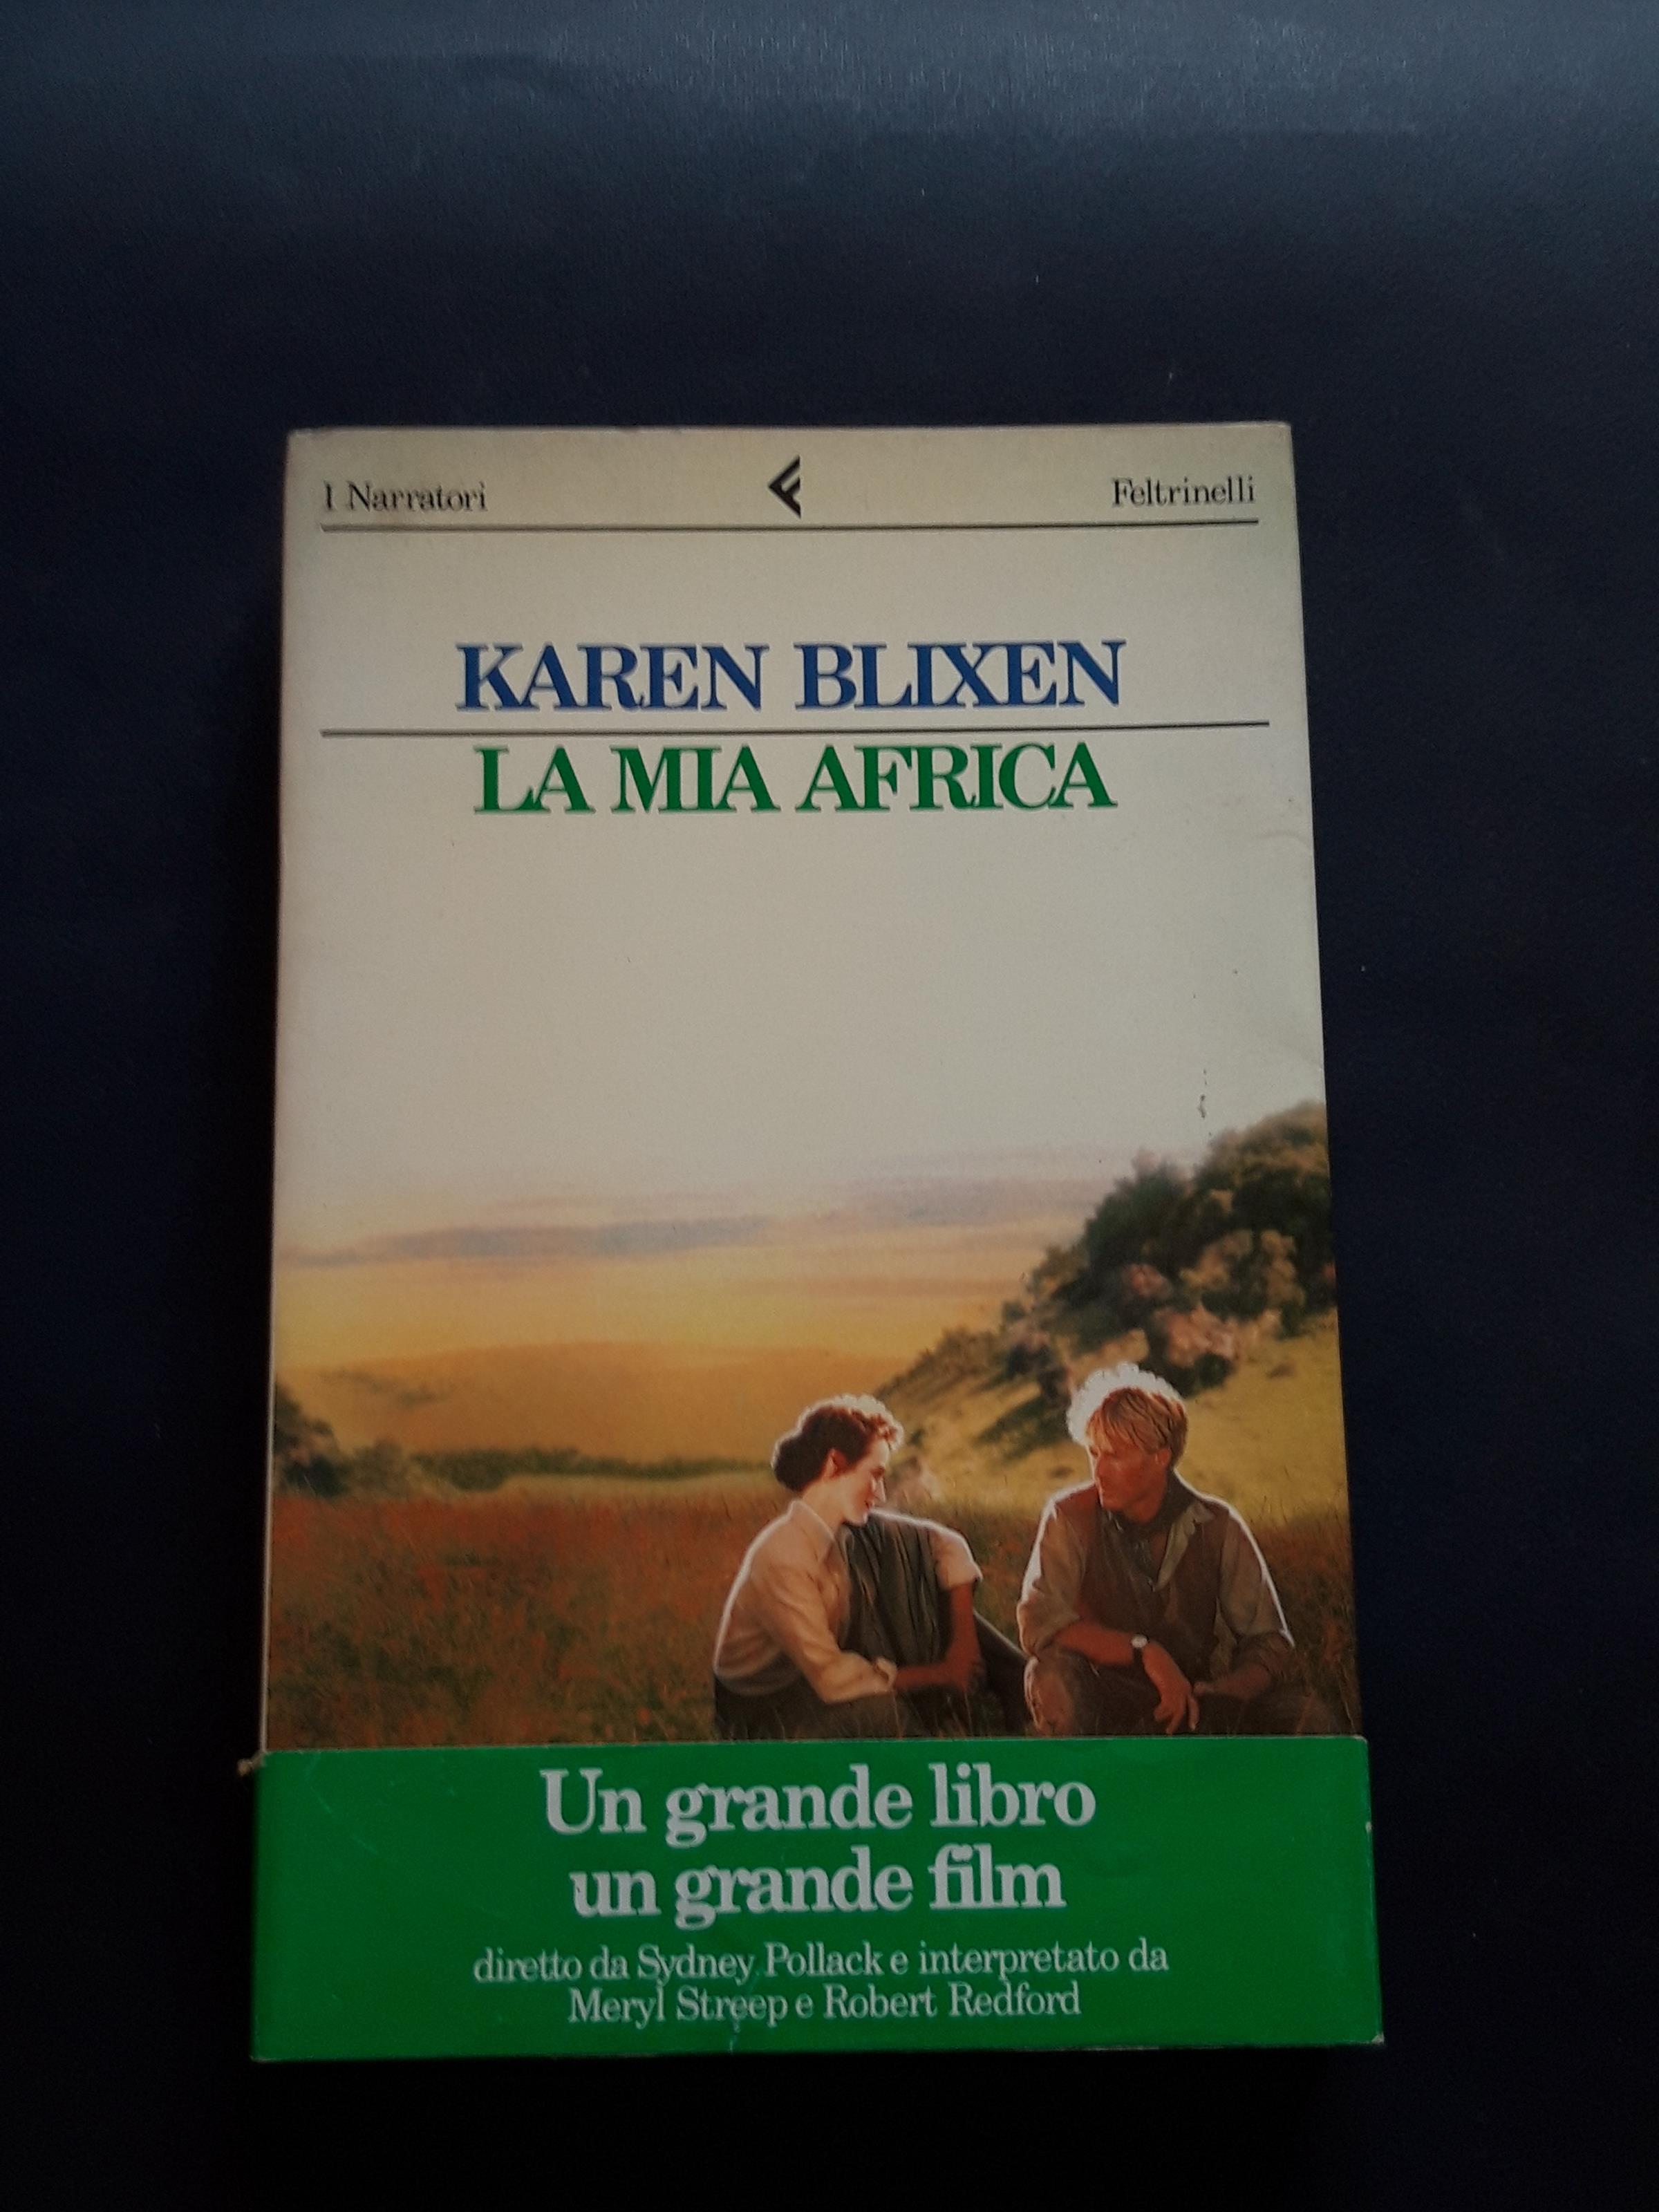 I Narratori
Feltrinelli
KAREN BLIXEN
LA MIA AFRICA
Un grande libro
un grande film
diretto da Sydney Pollack e interpretato da
Meryl Streep e Robert Redford